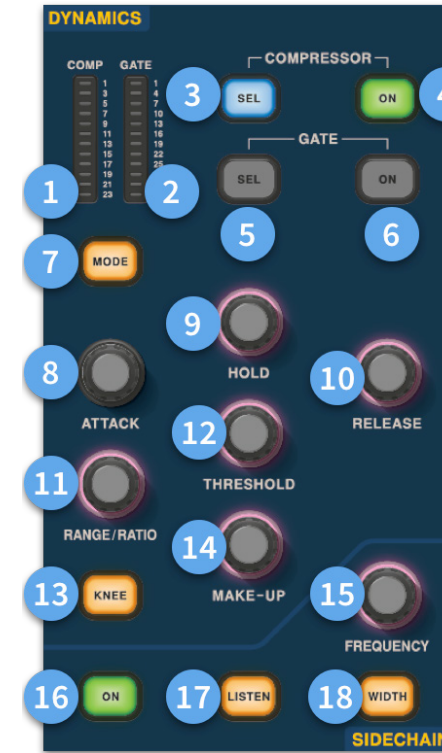 DYNAMICS
COMP GATE
1 1
3 4
5 7
7 10
9 13
11 16
13 19
15 22
17 25
19
21
23
COMPRESSOR
3 SEL ON 4
GATE
1 2 SEL ON
5 6
7 MODE
9
HOLD
8 10
ATTACK RELEASE
12
THRESHOLD
11
RANGE/RATIO
14
MAKE-UP
13 KNEE 15
FREQUENCY
16 ON 17 LISTEN 18 WIDTH
SIDECHAIN